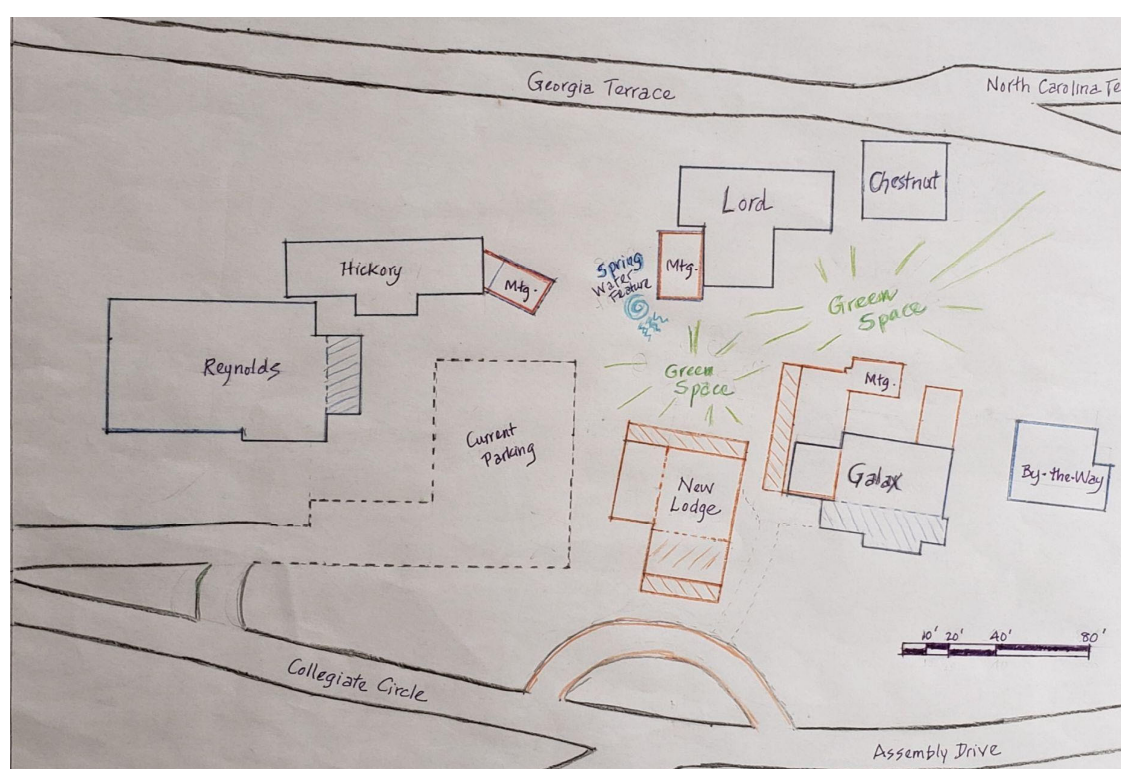 Georgia Terrace
North Carolina Te
Chestnut
Lord
Hickory
Mtg.
Spring
Water
Feature
Mtg.
Green
Space
Reynolds
Green
Space
Mtg.
Current
Parking
New
Lodge
Galax
By-the-Way
10' 20' 40' 80'
Collegiate Circle
Assembly Drive